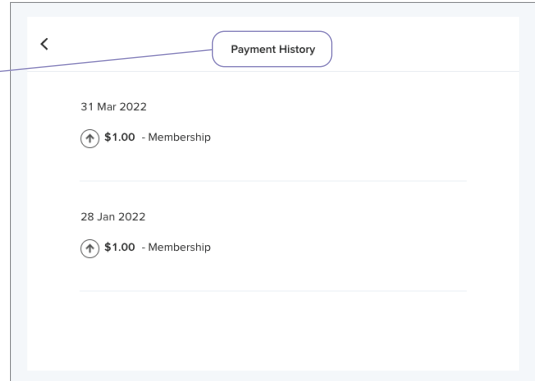 Payment History
31 Mar 2022
$1.00 - Membership
28 Jan 2022
$1.00 - Membership